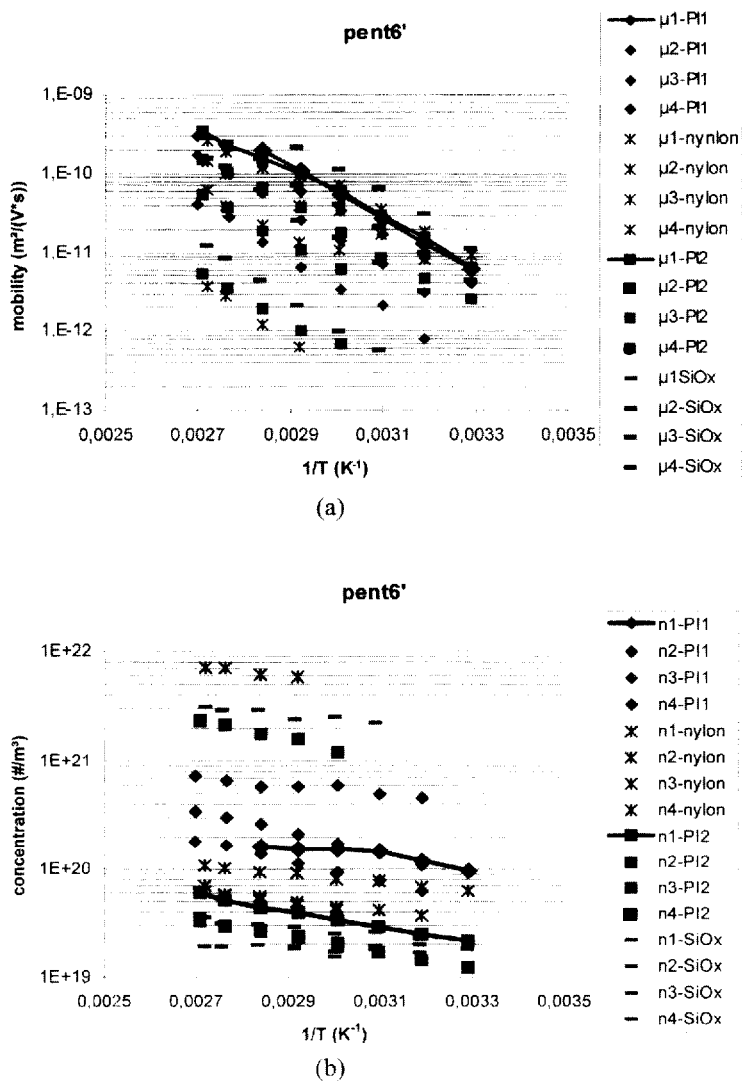 pent6'
mobility (m²/(V*s)
1,E-09
1,E-10
1,E-11
1,E-12
1,E-13
0,0025
0,0027
0,0029
0,0031
0,0033
0,0035
1/T (K⁻¹)
µ1-PI1
µ2-PI1
µ3-PI1
µ4-PI1
µ1-nynlon
µ2-nylon
µ3-nylon
µ4-nylon
µ1-PI2
µ2-PI2
µ3-PI2
µ4-PI2
µ1SiOx
µ2-SiOx
µ3-SiOx
µ4-SiOx
(a)
pent6'
concentration (#/m³)
1E+22
1E+21
1E+20
1E+19
0,0025
0,0027
0,0029
0,0031
0,0033
0,0035
1/T (K⁻¹)
n1-PI1
n2-PI1
n3-PI1
n4-PI1
n1-nylon
n2-nylon
n3-nylon
n4-nylon
n1-PI2
n2-PI2
n3-PI2
n4-PI2
n1-SiOx
n2-SiOx
n3-SiOx
n4-SiOx
(b)